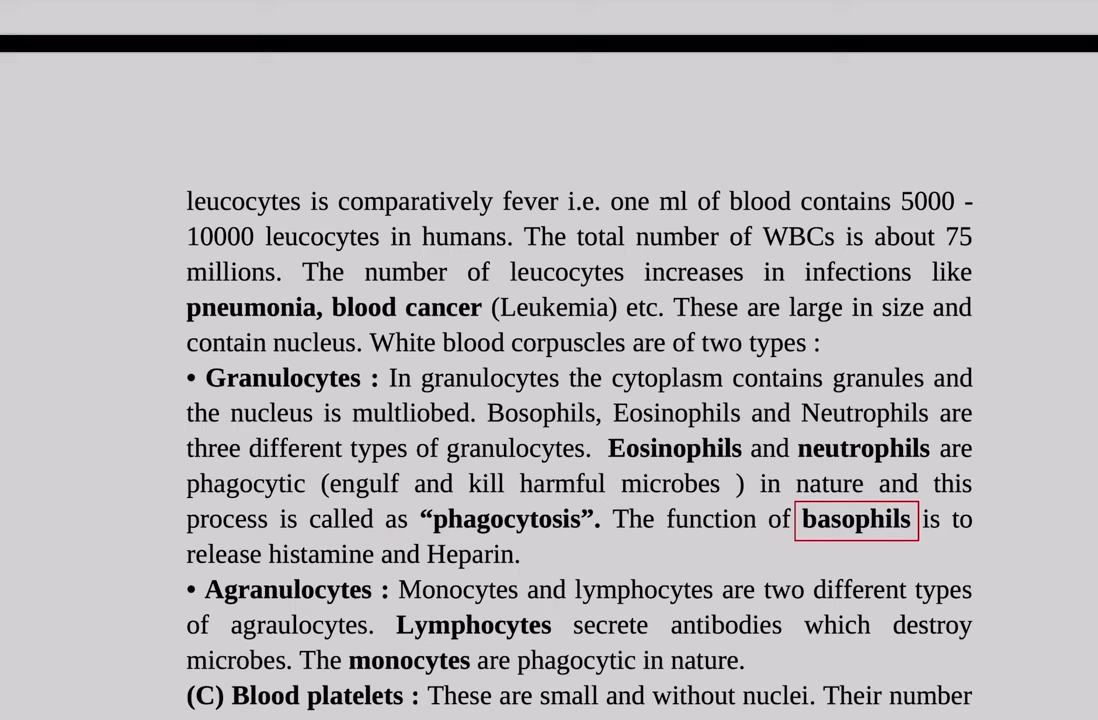 leucocytes is comparatively fever i.e. one ml of blood contains 5000 -
10000 leucocytes in humans. The total number of WBCs is about 75
millions. The number of leucocytes increases in infections like
pneumonia, blood cancer (Leukemia) etc. These are large in size and
contain nucleus. White blood corpuscles are of two types :
• Granulocytes : In granulocytes the cytoplasm contains granules and
the nucleus is multliobed. Bosophils, Eosinophils and Neutrophils are
three different types of granulocytes. Eosinophils and neutrophils are
phagocytic (engulf and kill harmful microbes ) in nature and this
process is called as “phagocytosis”. The function of basophils is to
release histamine and Heparin.
• Agranulocytes : Monocytes and lymphocytes are two different types
of agraulocytes. Lymphocytes secrete antibodies which destroy
microbes. The monocytes are phagocytic in nature.
(C) Blood platelets : These are small and without nuclei. Their number